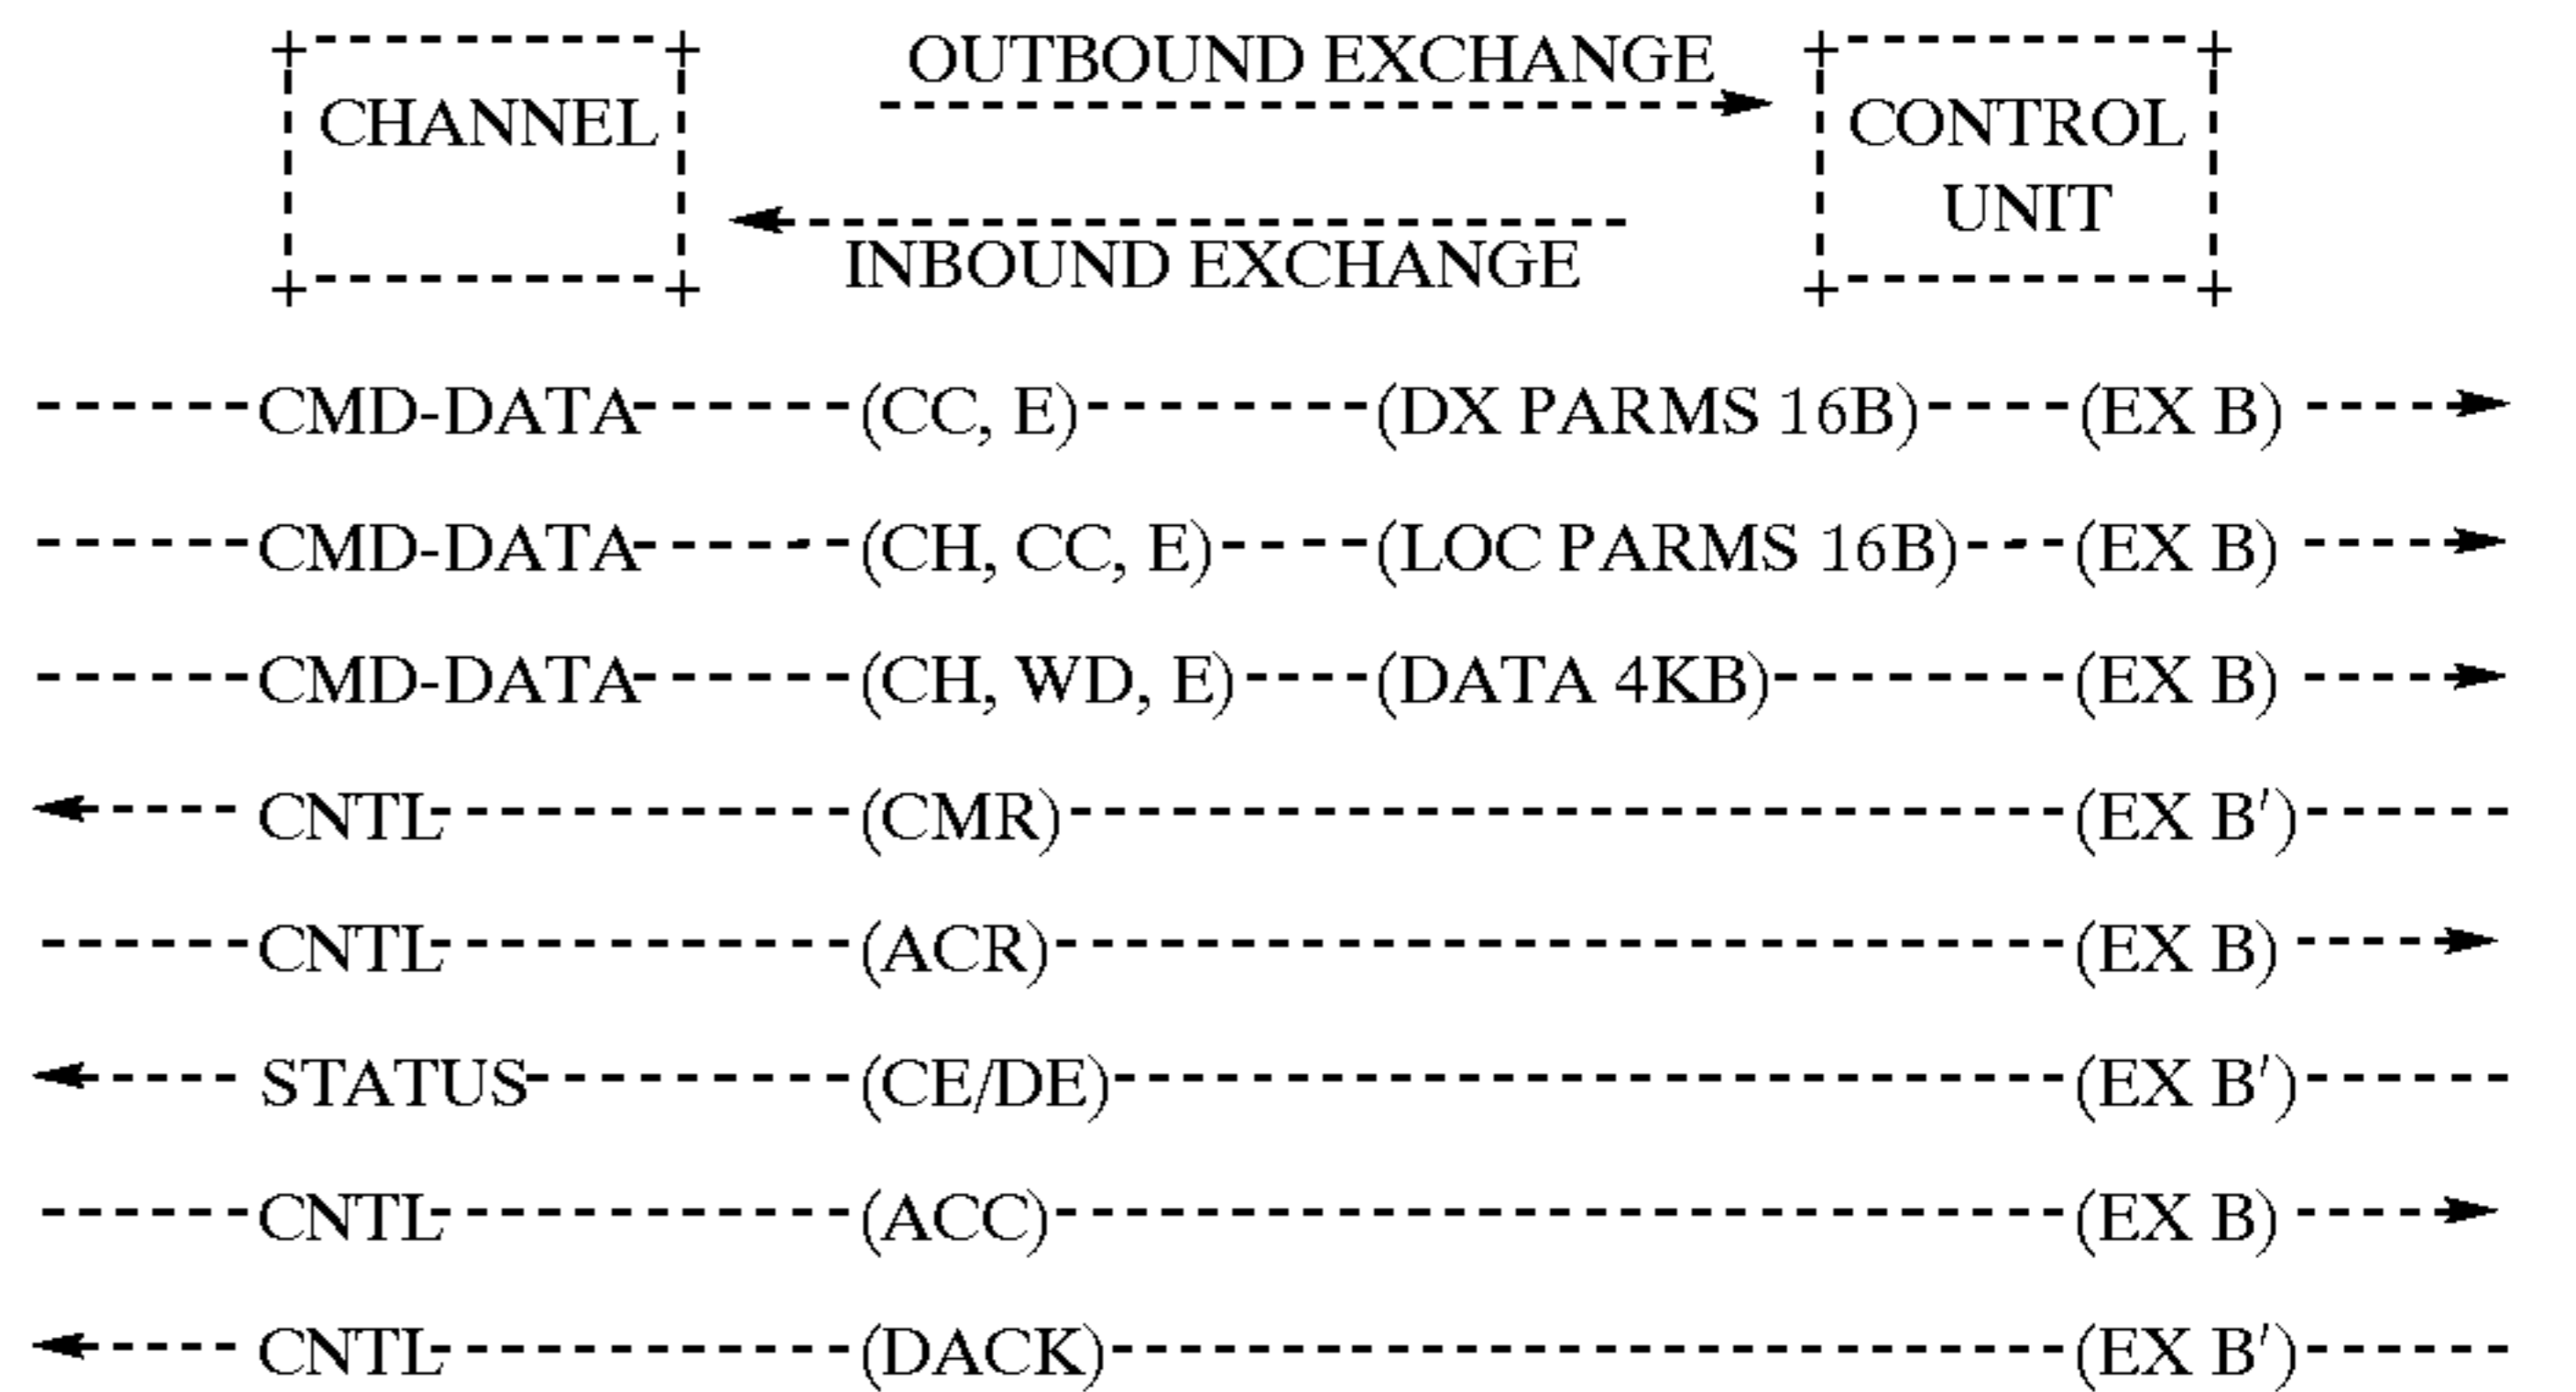 OUTBOUND EXCHANGE
CHANNEL
CONTROL
UNIT
INBOUND EXCHANGE
CMD-DATA (CC, E) (DX PARMS 16B) (EX B)
CMD-DATA (CH, CC, E) (LOC PARMS 16B) (EX B)
CMD-DATA (CH, WD, E) (DATA 4KB) (EX B)
CNTL (CMR) (EX B')
CNTL (ACR) (EX B)
STATUS (CE/DE) (EX B')
CNTL (ACC) (EX B)
CNTL (DACK) (EX B')